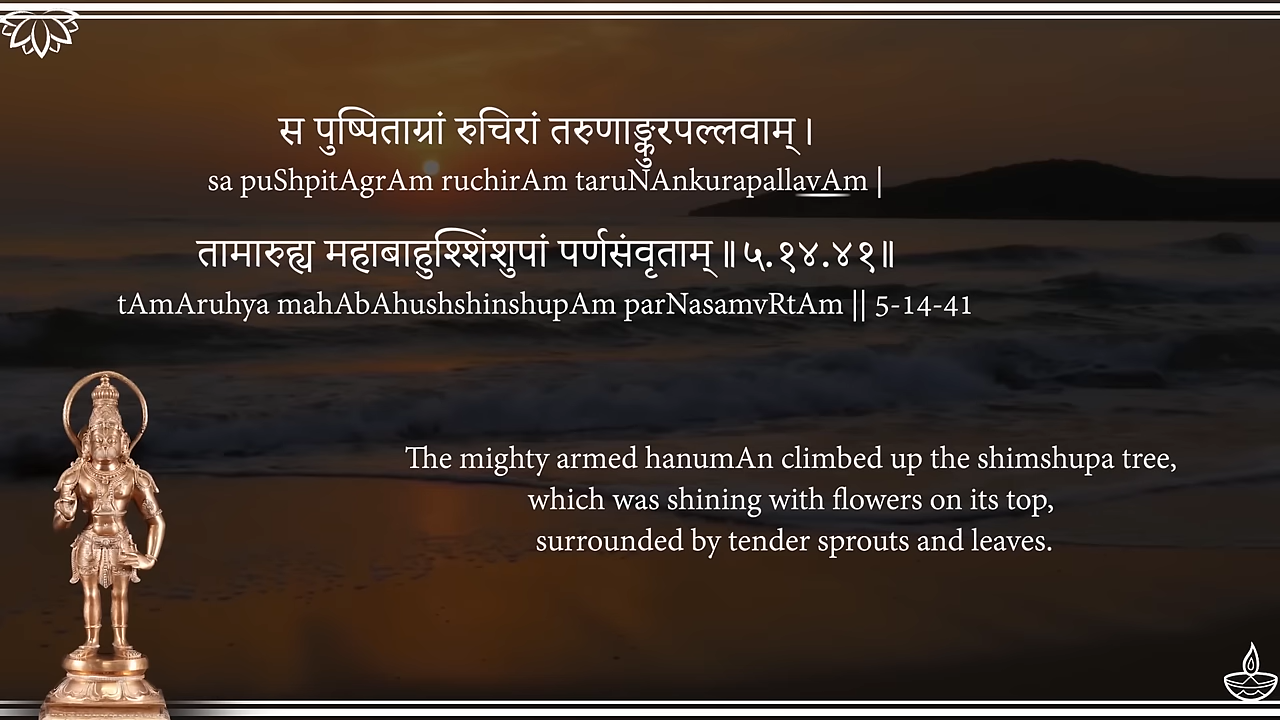 स पुष्पिताग्रां रुचिरां तरुणाङ्कुरपल्लवाम् ।
sa puShpitAgrAm ruchirAm taruNAnkurapallavAm |
तामारुह्य महाबाहुश्शिंशुपां पर्णसंवृताम् ॥ ५.१४.४१॥
tAmAruhya mahAbAhushshinshupAm parNasamvRtAm || 5-14-41
The mighty armed hanumAn climbed up the shimshupa tree,
which was shining with flowers on its top,
surrounded by tender sprouts and leaves.